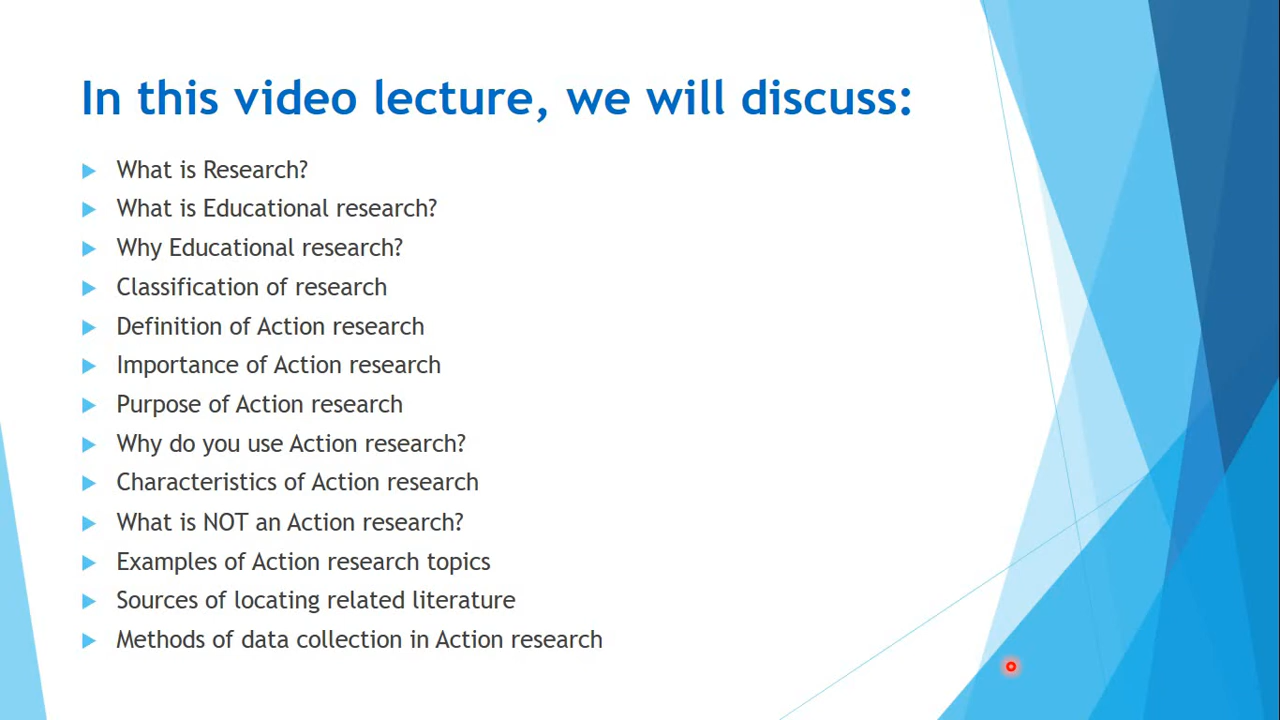 In this video lecture, we will discuss:
What is Research?
What is Educational research?
Why Educational research?
Classification of research
Definition of Action research
Importance of Action research
Purpose of Action research
Why do you use Action research?
Characteristics of Action research
What is NOT an Action research?
Examples of Action research topics
Sources of locating related literature
Methods of data collection in Action research